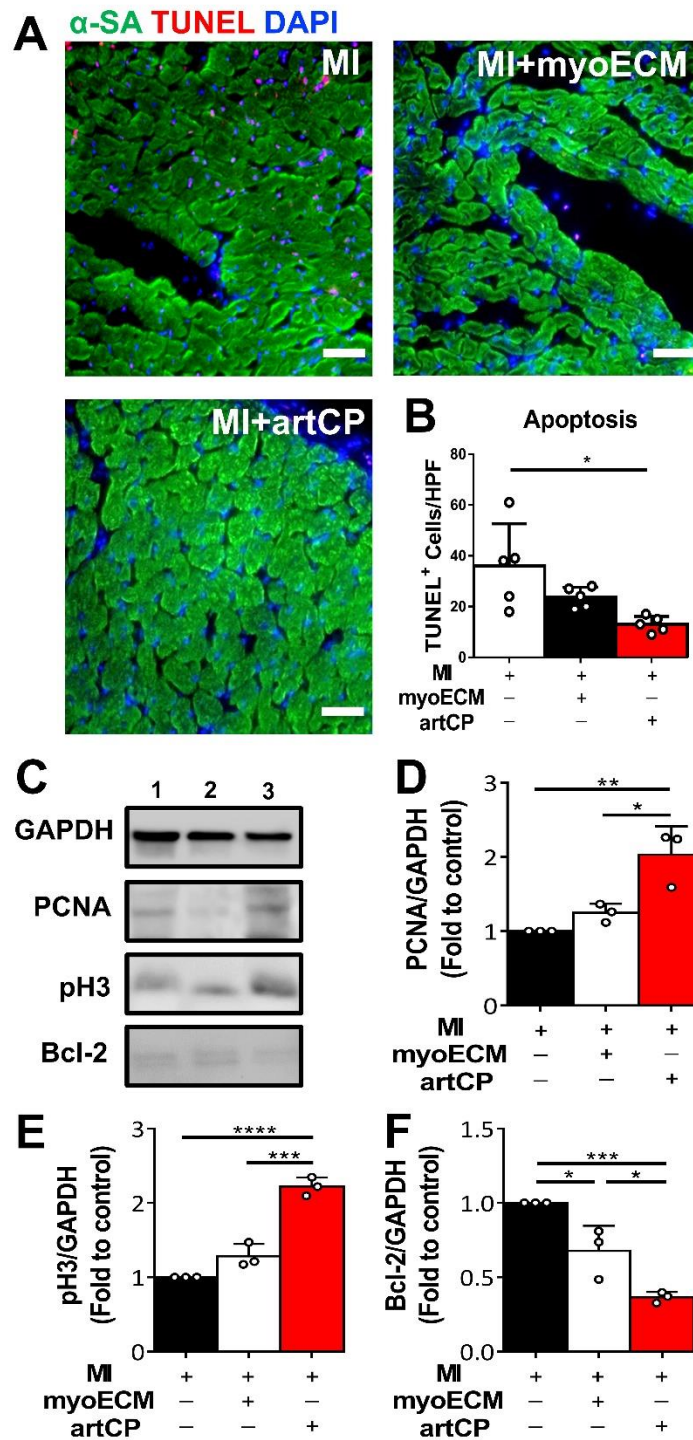 A
α-SA TUNEL DAPI
MI
MI+myoECM
MI+artCP
B
Apoptosis
TUNEL⁺ Cells/HPF
80
60
40
20
0
*
MI + + +
myoECM – + –
artCP – – +
C
1 2 3
GAPDH
PCNA
pH3
Bcl-2
D
PCNA/GAPDH
(Fold to control)
3
2
1
0
**
*
MI + + +
myoECM – + –
artCP – – +
E
pH3/GAPDH
(Fold to control)
3
2
1
0
****
***
MI + + +
myoECM – + –
artCP – – +
F
Bcl-2/GAPDH
(Fold to control)
1.5
1.0
0.5
0.0
***
* *
MI + + +
myoECM – + –
artCP – – +